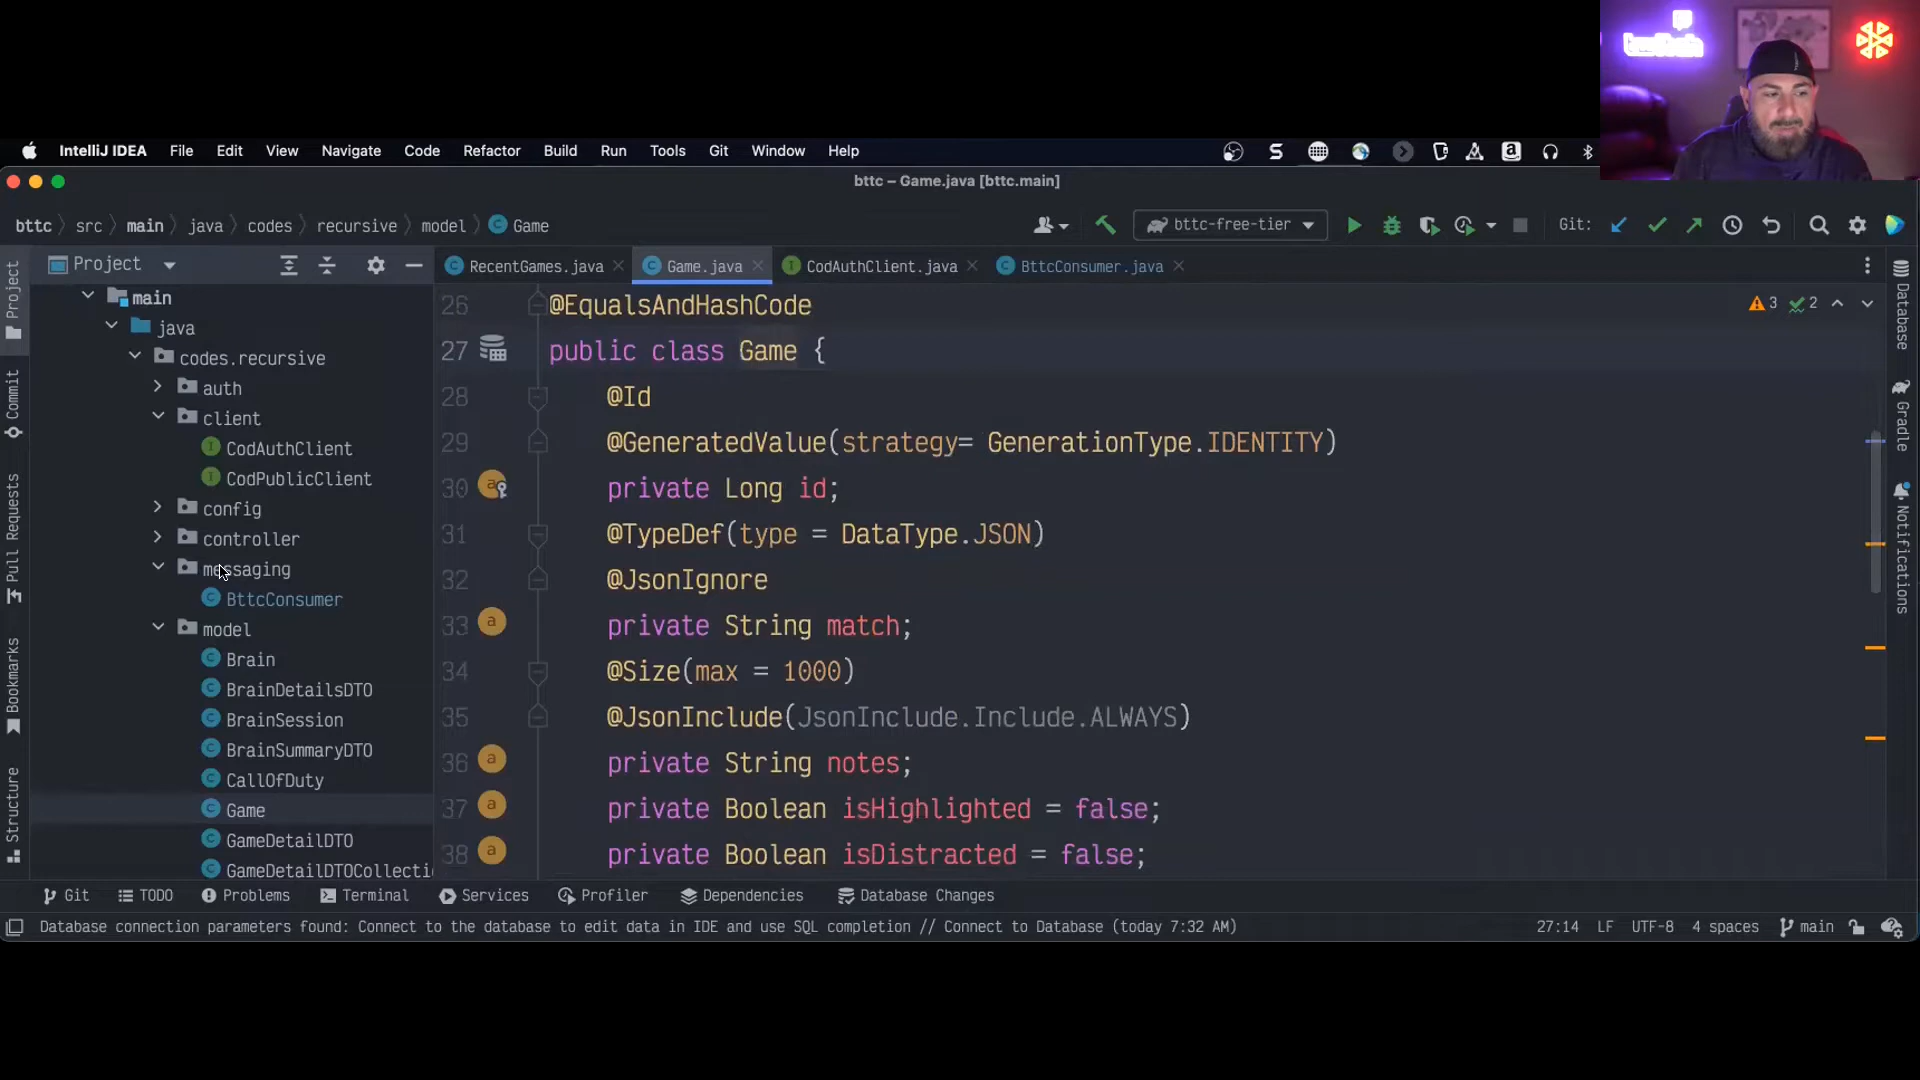 IntelliJ IDEA File Edit View Navigate Code Refactor Build Run Tools Git Window Help
bttc – Game.java [bttc.main]
bttc src main java codes recursive model Game
bttc-free-tier
Git:
Project
RecentGames.java Game.java CodAuthClient.java BttcConsumer.java
main
java
codes.recursive
auth
client
CodAuthClient
CodPublicClient
config
controller
messaging
BttcConsumer
model
Brain
BrainDetailsDTO
BrainSession
BrainSummaryDTO
CallOfDuty
Game
GameDetailDTO
GameDetailDTOCollecti
26 @EqualsAndHashCode
27 public class Game {
28 @Id
29 @GeneratedValue(strategy= GenerationType.IDENTITY)
30 private Long id;
31 @TypeDef(type = DataType.JSON)
32 @JsonIgnore
33 private String match;
34 @Size(max = 1000)
35 @JsonInclude(JsonInclude.Include.ALWAYS)
36 private String notes;
37 private Boolean isHighlighted = false;
38 private Boolean isDistracted = false;
3 2
Project
Commit
Pull Requests
Bookmarks
Structure
Database
Gradle
Notifications
Git TODO Problems Terminal Services Profiler Dependencies Database Changes
Database connection parameters found: Connect to the database to edit data in IDE and use SQL completion // Connect to Database (today 7:32 AM)
27:14 LF UTF-8 4 spaces main